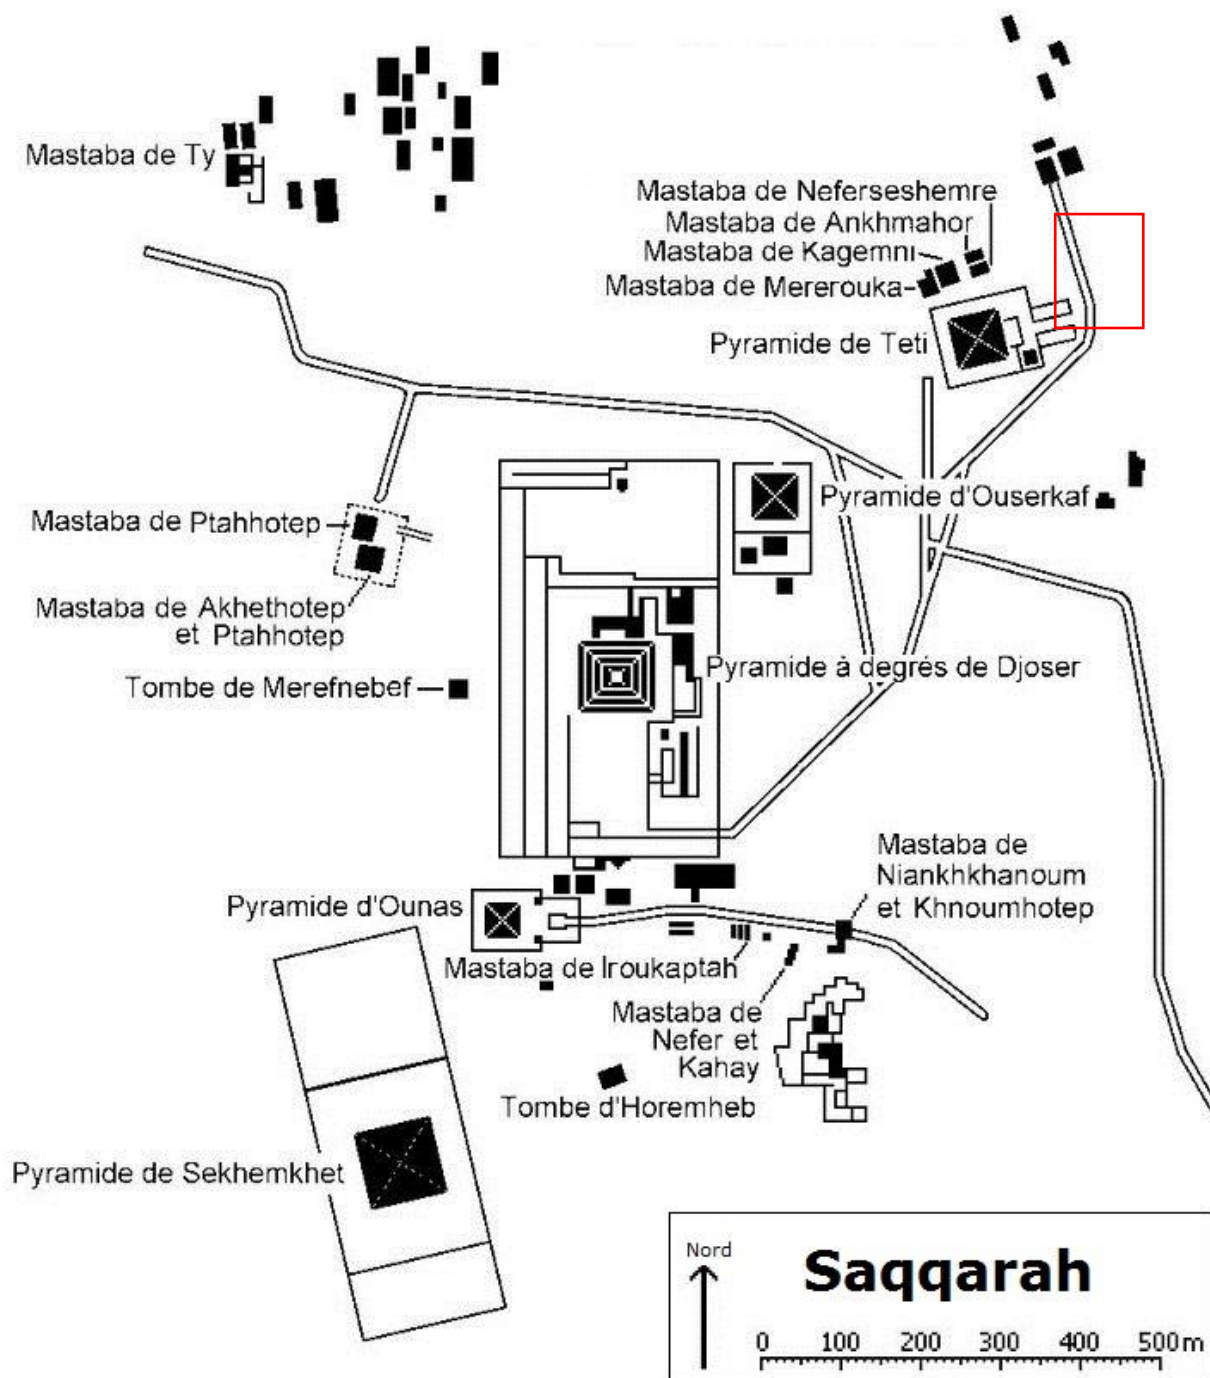 Mastaba de Ty
Mastaba de Neferseshemre
Mastaba de Ankhmahor
Mastaba de Kagemni
Mastaba de Mererouka
Pyramide de Teti
Pyramide d'Ouserkaf
Mastaba de Ptahhotep
Mastaba de Akhethotep
et Ptahhotep
Pyramide à degrés de Djoser
Tombe de Merefnebef
Mastaba de
Niankhkhanoum
et Khnoumhotep
Pyramide d'Ounas
Mastaba de Iroukaptah
Mastaba de
Nefer et
Kahay
Tombe d'Horemheb
Pyramide de Sekhemkhet
Nord
Saqqarah
0 100 200 300 400 500 m